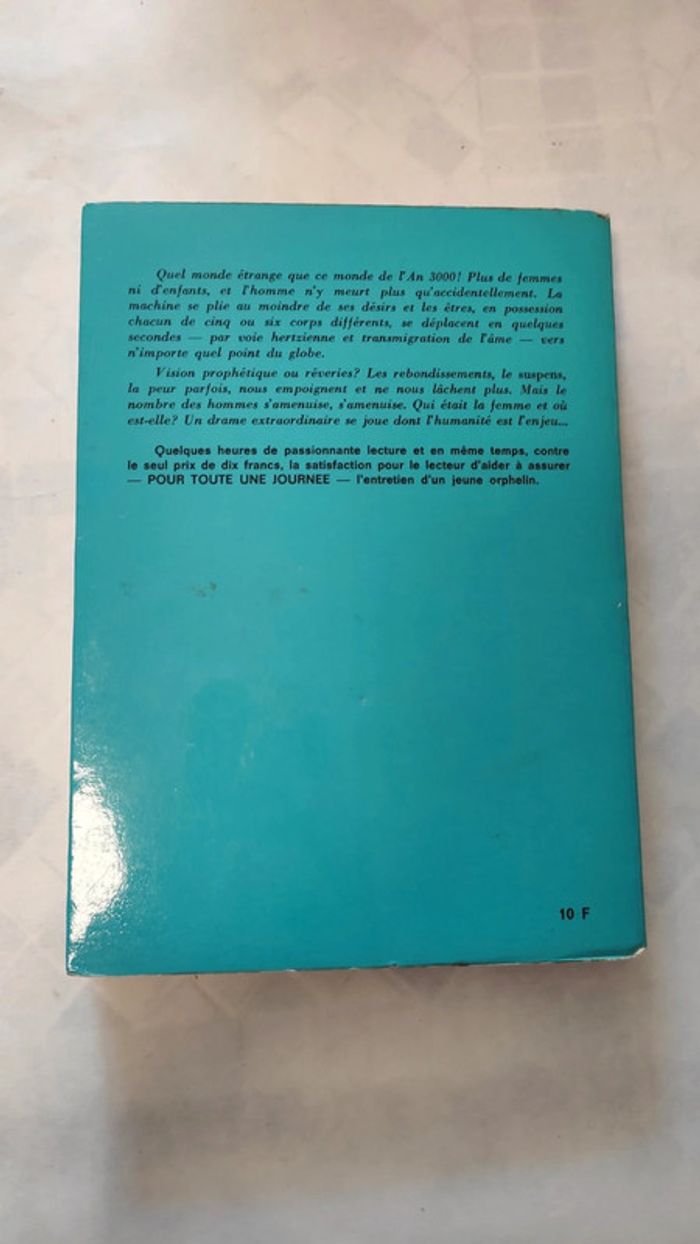 Quel monde étrange que ce monde de l'An 3000! Plus de femmes
ni d'enfants, et l'homme n'y meurt plus qu'accidentellement. La
machine se plie au moindre de ses désirs et les êtres, en possession
chacun de cinq ou six corps différents, se déplacent en quelques
secondes — par voie hertzienne et transmigration de l'âme — vers
n'importe quel point du globe.
Vision prophétique ou rêveries? Les rebondissements, le suspens,
la peur parfois, nous empoignent et ne nous lâchent plus. Mais le
nombre des hommes s'amenuise, s'amenuise. Qui était la femme et où
est-elle? Un drame extraordinaire se joue dont l'humanité est l'enjeu...
Quelques heures de passionnante lecture et en même temps, contre
le seul prix de dix francs, la satisfaction pour le lecteur d'aider à assurer
— POUR TOUTE UNE JOURNEE — l'entretien d'un jeune orphelin.
10 F